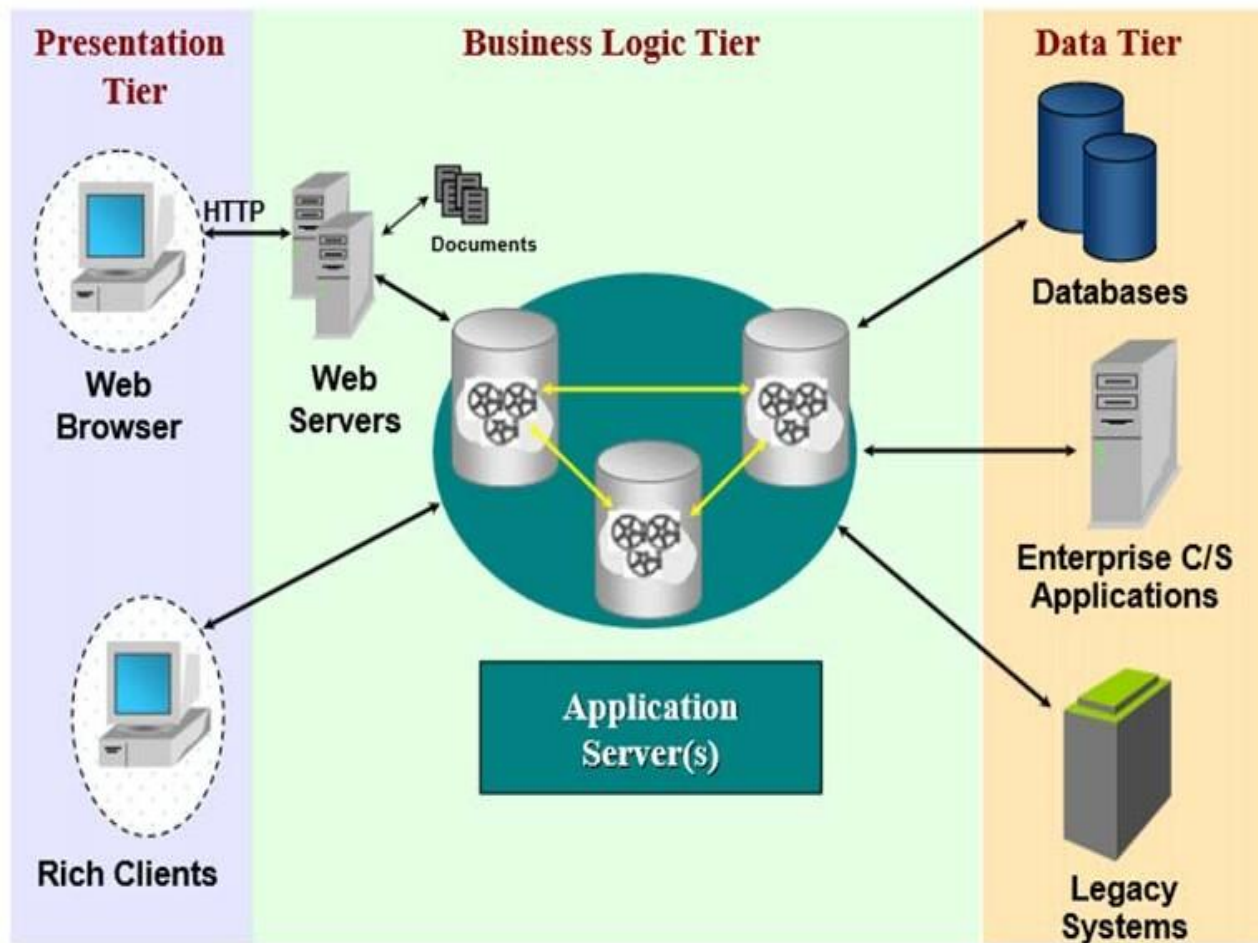 Presentation
Tier
Business Logic Tier
Data Tier
HTTP
Documents
Databases
Web
Browser
Web
Servers
Enterprise C/S
Applications
Application
Server(s)
Rich Clients
Legacy
Systems